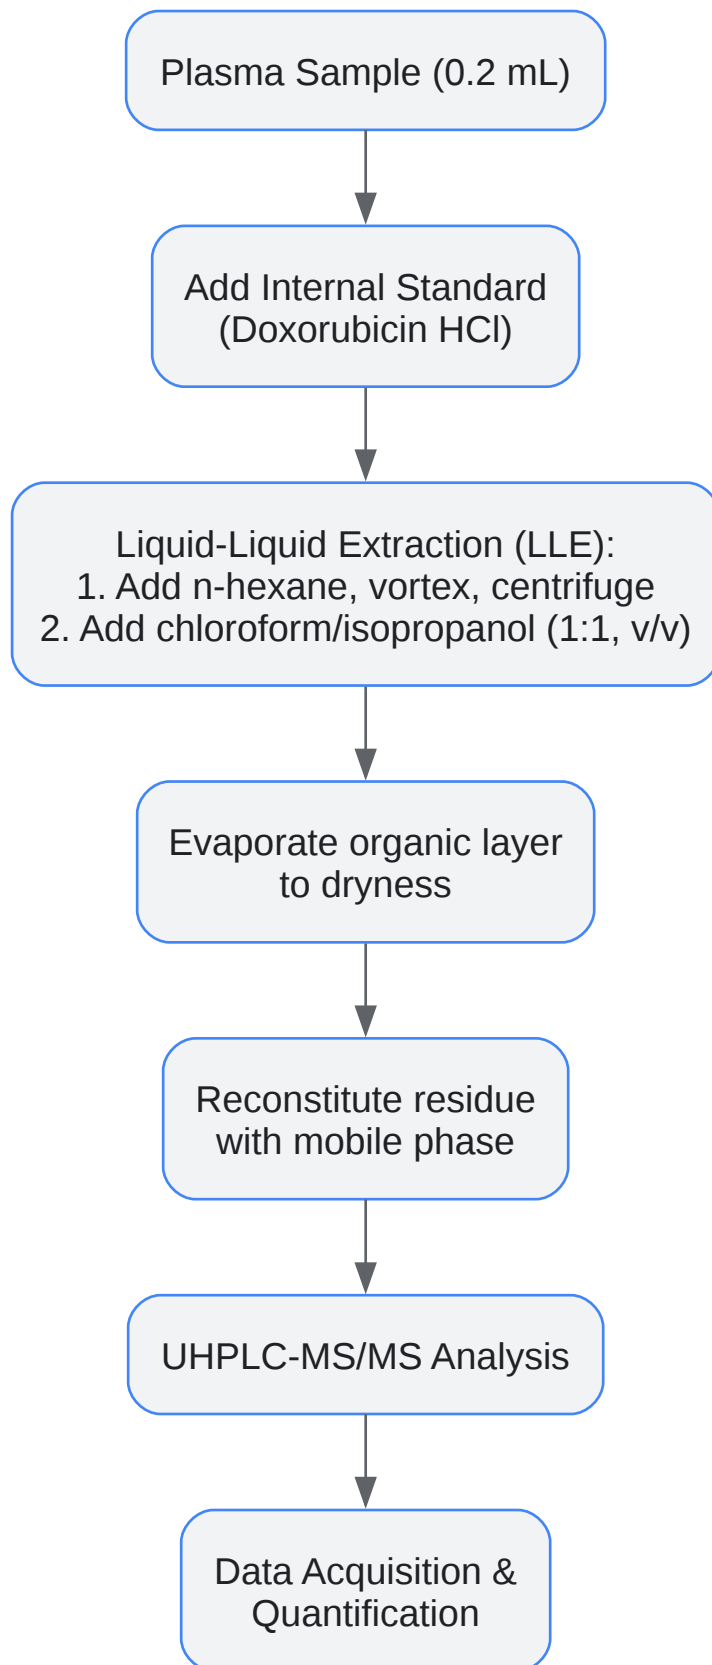 Plasma Sample (0.2 mL)
Add Internal Standard
(Doxorubicin HCl)
Liquid-Liquid Extraction (LLE):
1. Add n-hexane, vortex, centrifuge
2. Add chloroform/isopropanol (1:1, v/v)
Evaporate organic layer
to dryness
Reconstitute residue
with mobile phase
UHPLC-MS/MS Analysis
Data Acquisition &
Quantification